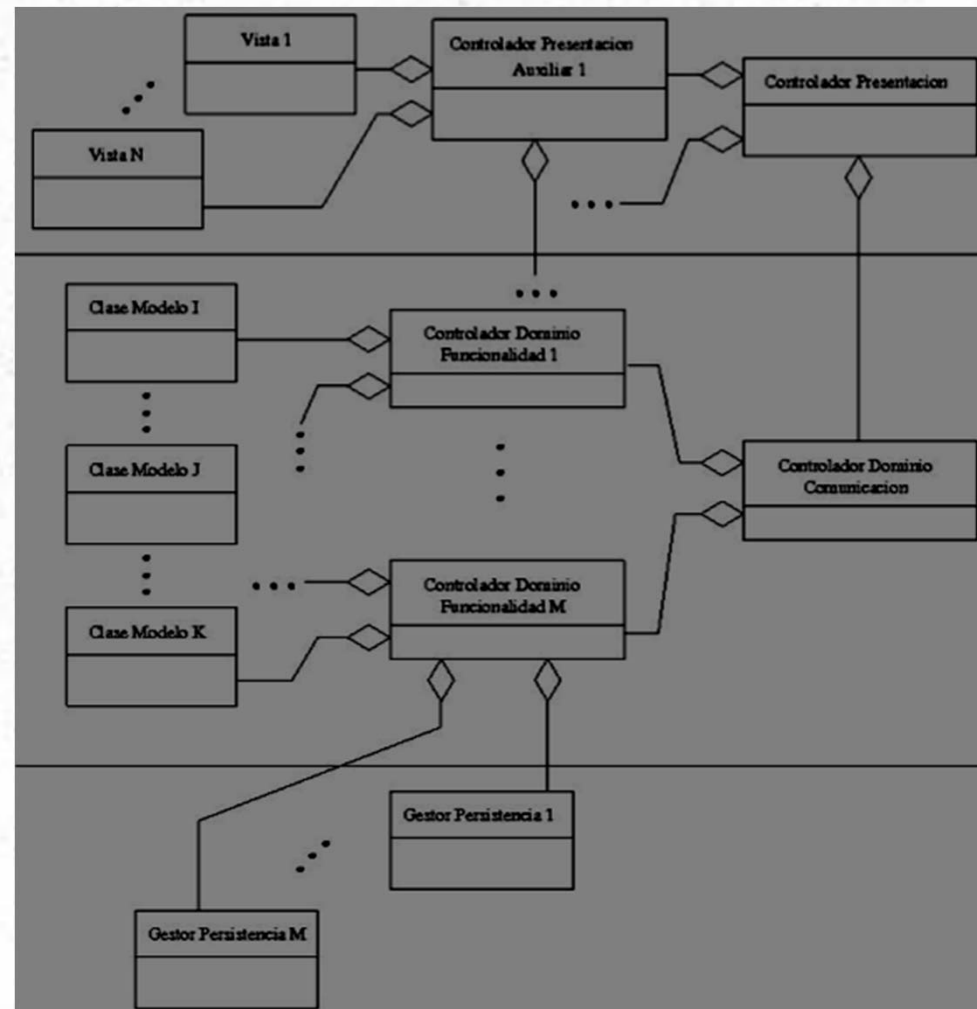 Vista 1
Controlador Presentacion
Auxiliar 1
Controlador Presentacion
Vista N
Clase Modelo I
Controlador Dominio
Funcionalidad 1
Clase Modelo J
Controlador Dominio
Comunicacion
Controlador Dominio
Funcionalidad M
Clase Modelo K
Gestor Persistencia 1
Gestor Persistencia M